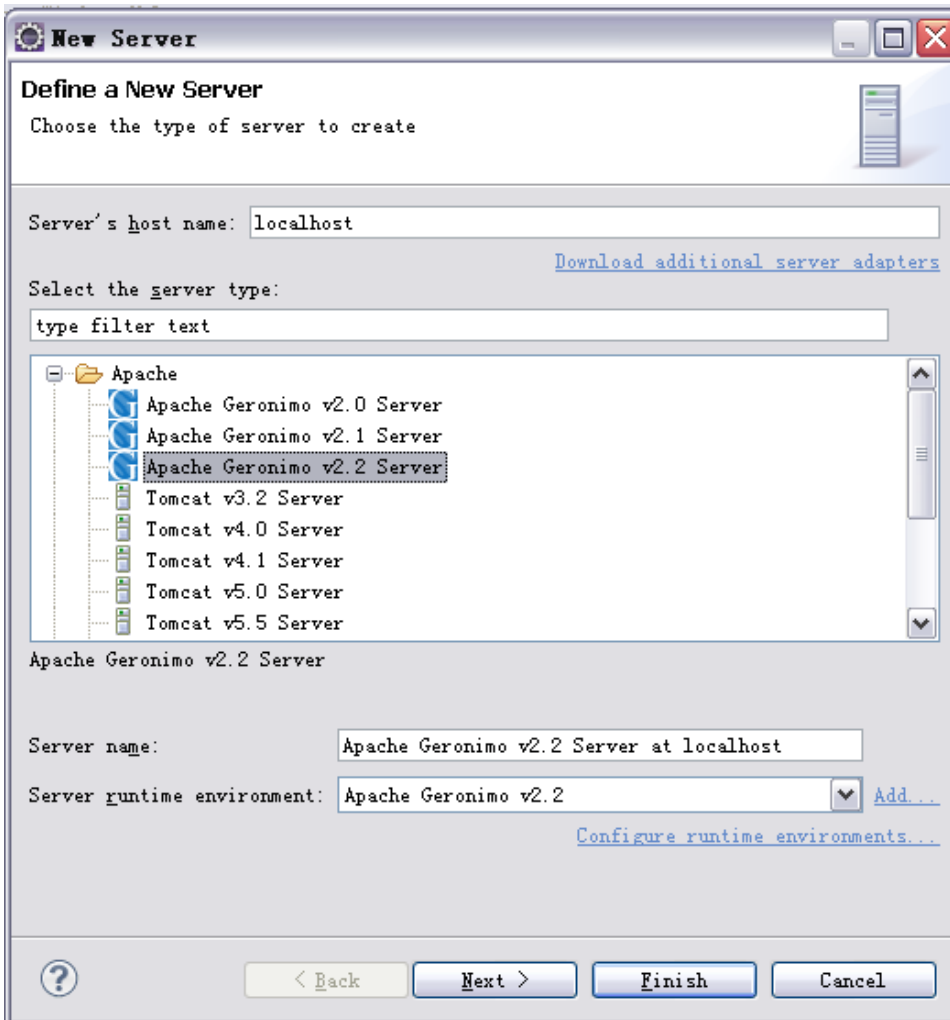 New Server
Define a New Server
Choose the type of server to create
Server's host name: localhost
Download additional server adapters
Select the server type:
type filter text
Apache
Apache Geronimo v2.0 Server
Apache Geronimo v2.1 Server
Apache Geronimo v2.2 Server
Tomcat v3.2 Server
Tomcat v4.0 Server
Tomcat v4.1 Server
Tomcat v5.0 Server
Tomcat v5.5 Server
Apache Geronimo v2.2 Server
Server name: Apache Geronimo v2.2 Server at localhost
Server runtime environment: Apache Geronimo v2.2 Add...
Configure runtime environments...
? < Back Next > Finish Cancel